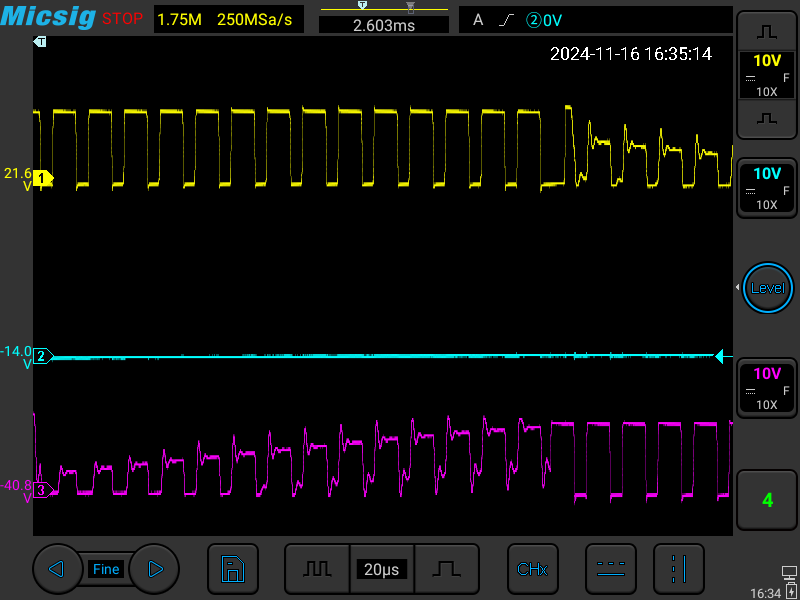 Micsig STOP 1.75M 250MSa/s T 2.603ms A ②0V
T
2024-11-16 16:35:14
10V
F
10X
21.6
V
1
10V
F
10X
Level
-14.0
V
2
10V
F
10X
-40.8
V
3
4
Fine 20µs CHx
16:34